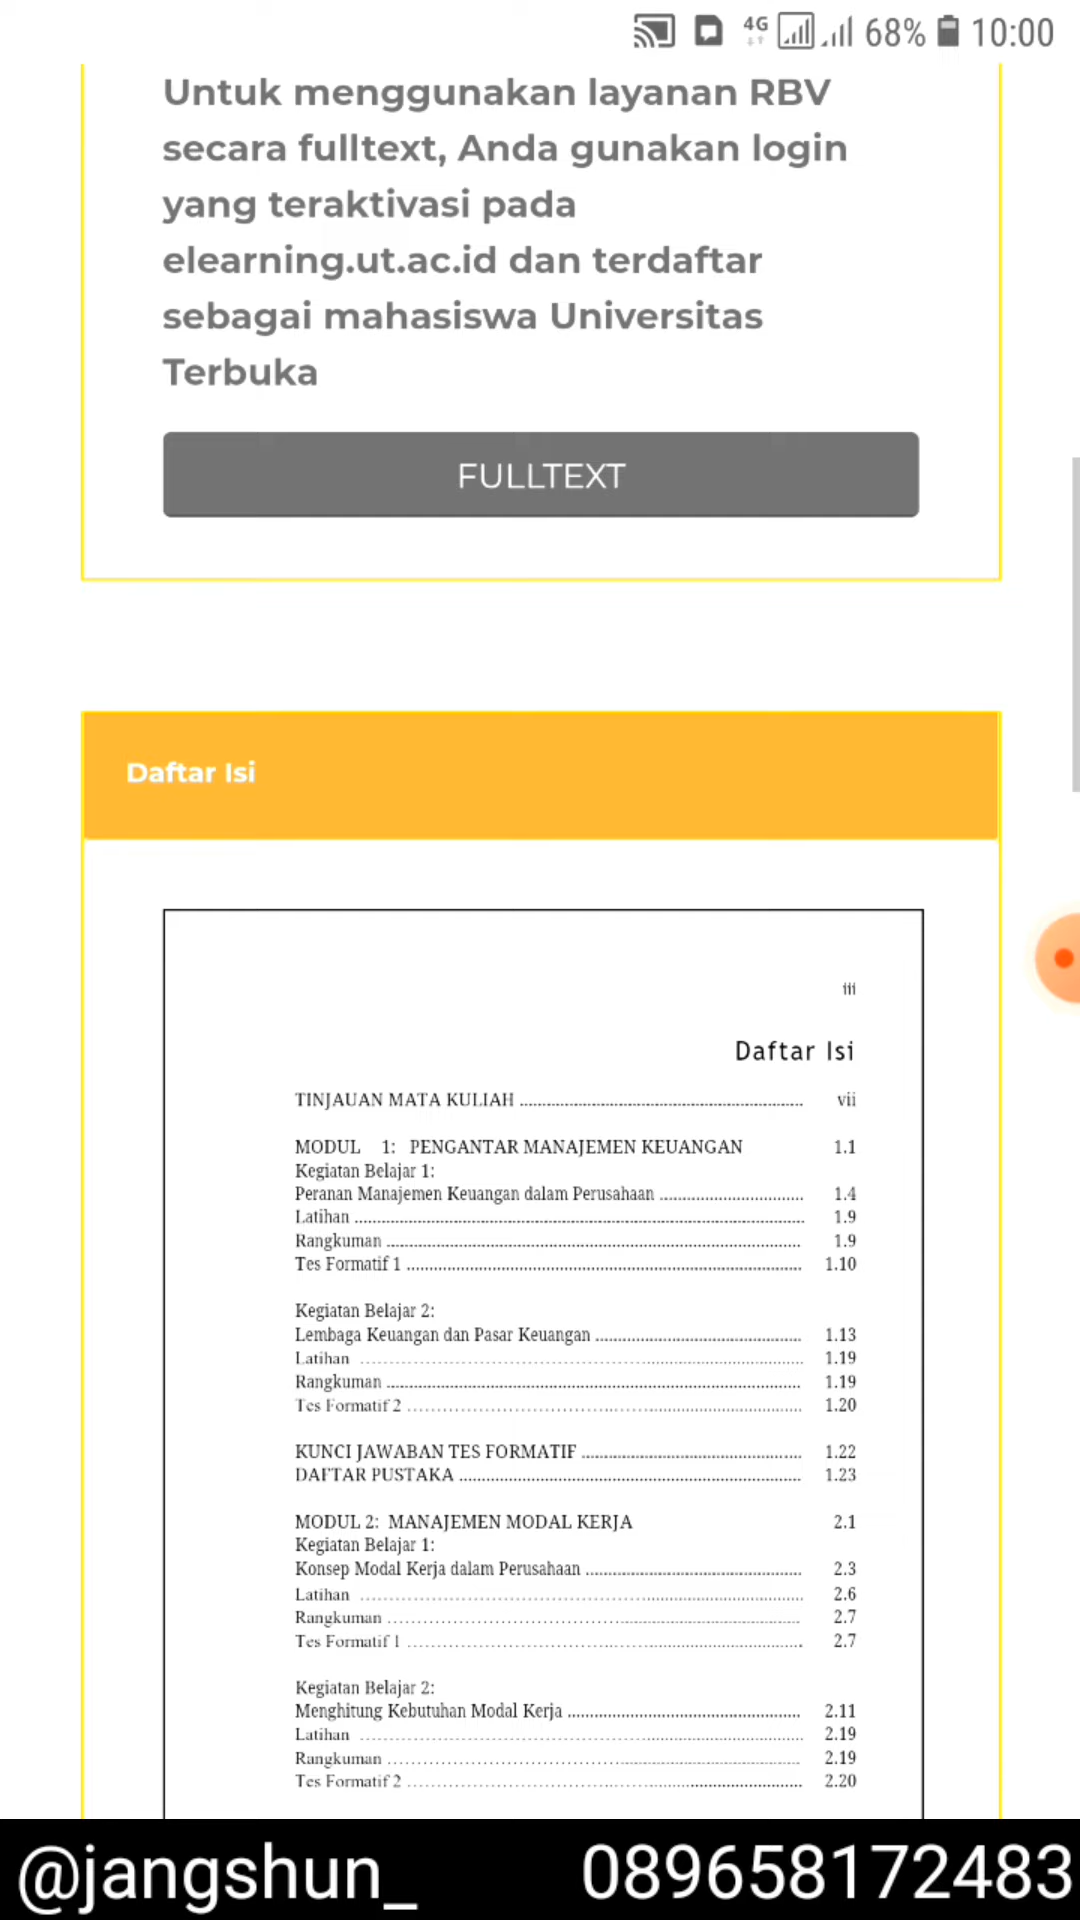 4G 68% 10:00
Untuk menggunakan layanan RBV
secara fulltext, Anda gunakan login
yang teraktivasi pada
elearning.ut.ac.id dan terdaftar
sebagai mahasiswa Universitas
Terbuka
FULLTEXT
Daftar Isi
iii
Daftar Isi
TINJAUAN MATA KULIAH ........................................ vii
MODUL 1: PENGANTAR MANAJEMEN KEUANGAN 1.1
Kegiatan Belajar 1:
Peranan Manajemen Keuangan dalam Perusahaan .................... 1.4
Latihan ........................................ 1.9
Rangkuman ........................................ 1.9
Tes Formatif 1 ........................................ 1.10
Kegiatan Belajar 2:
Lembaga Keuangan dan Pasar Keuangan .............................. 1.13
Latihan ........................................ 1.19
Rangkuman ........................................ 1.19
Tes Formatif 2 ........................................ 1.20
KUNCI JAWABAN TES FORMATIF .............................. 1.22
DAFTAR PUSTAKA ........................................ 1.23
MODUL 2: MANAJEMEN MODAL KERJA 2.1
Kegiatan Belajar 1:
Konsep Modal Kerja dalam Perusahaan .............................. 2.3
Latihan ........................................ 2.6
Rangkuman ........................................ 2.7
Tes Formatif 1 ........................................ 2.7
Kegiatan Belajar 2:
Menghitung Kebutuhan Modal Kerja .............................. 2.11
Latihan ........................................ 2.19
Rangkuman ........................................ 2.19
Tes Formatif 2 ........................................ 2.20
@jangshun_ 089658172483